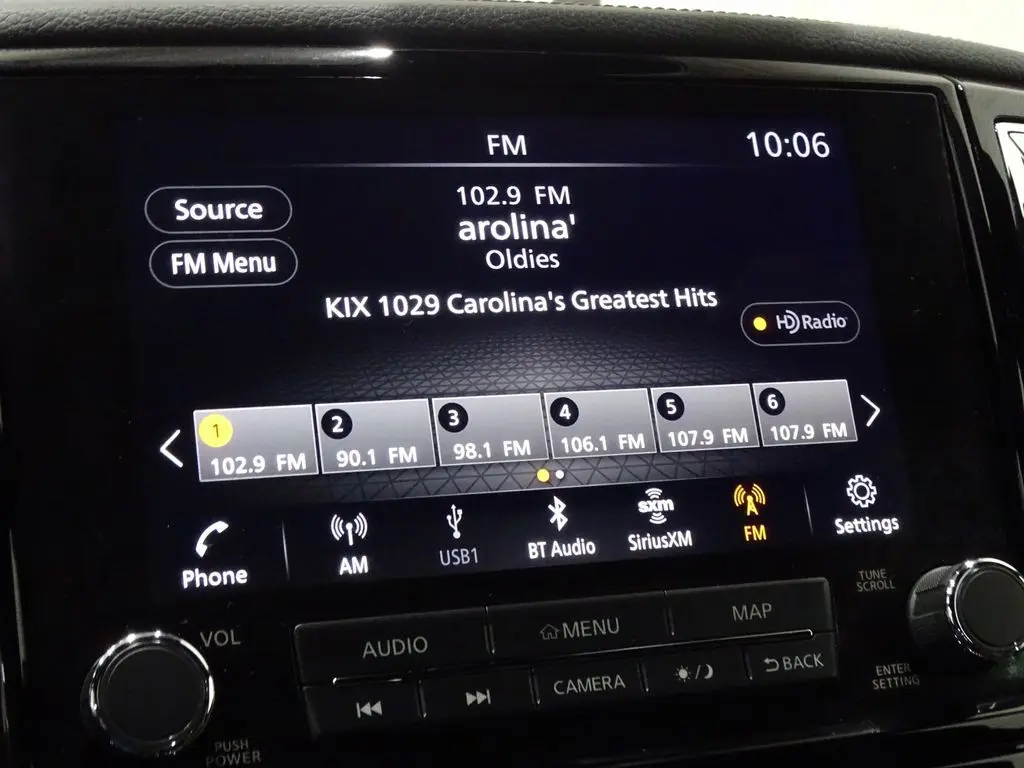 FM
10:06
102.9 FM
Source
arolina'
Oldies
FM Menu
KIX 1029 Carolina's Greatest Hits
HD Radio
1 2 3 4 5 6
102.9 FM 90.1 FM 98.1 FM 106.1 FM 107.9 FM 107.9 FM
sxm
Phone AM USB1 BT Audio SiriusXM FM Settings
TUNE
SCROLL
VOL
AUDIO MENU MAP
CAMERA BACK
ENTER
SETTING
PUSH
POWER